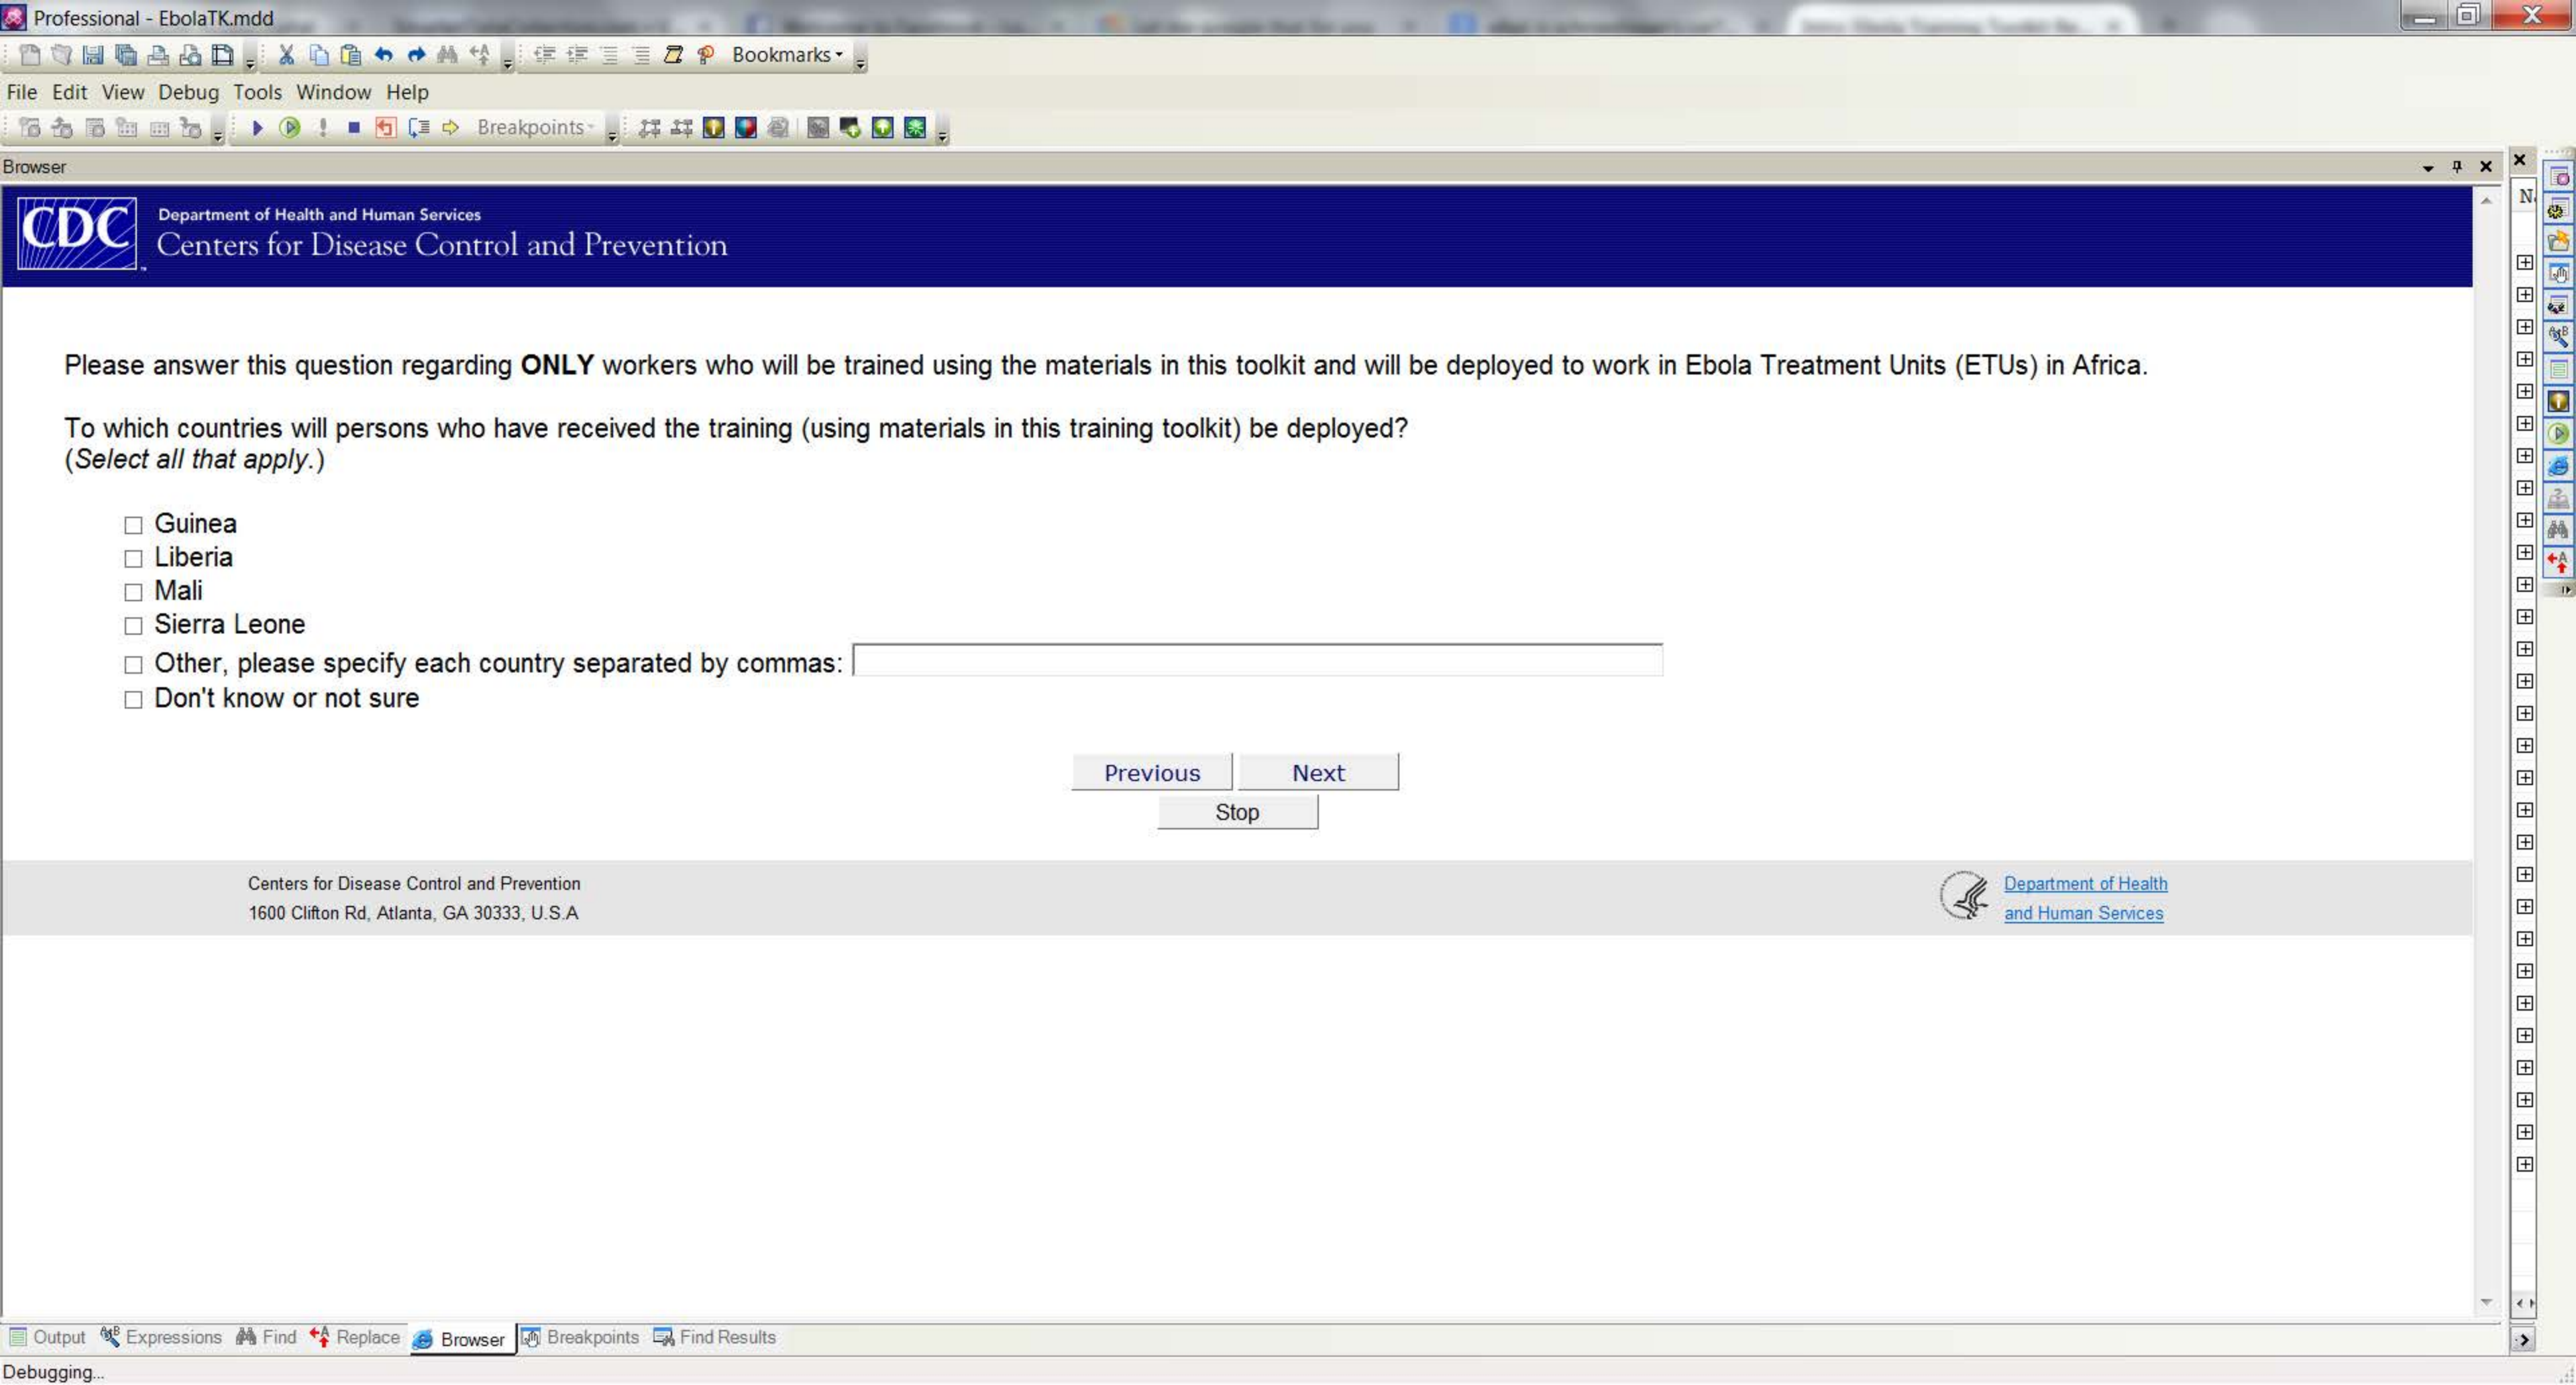 Professional - EbolaTK.mdd
Bookmarks
File Edit View Debug Tools Window Help
Breakpoints
Browser
CDC
Department of Health and Human Services
Centers for Disease Control and Prevention
Please answer this question regarding ONLY workers who will be trained using the materials in this toolkit and will be deployed to work in Ebola Treatment Units (ETUs) in Africa.
To which countries will persons who have received the training (using materials in this training toolkit) be deployed?
(Select all that apply.)
Guinea
Liberia
Mali
Sierra Leone
Other, please specify each country separated by commas:
Don't know or not sure
Previous Next
Stop
Centers for Disease Control and Prevention
1600 Clifton Rd, Atlanta, GA 30333, U.S.A
Department of Health
and Human Services
Output Expressions Find Replace Browser Breakpoints Find Results
Debugging...